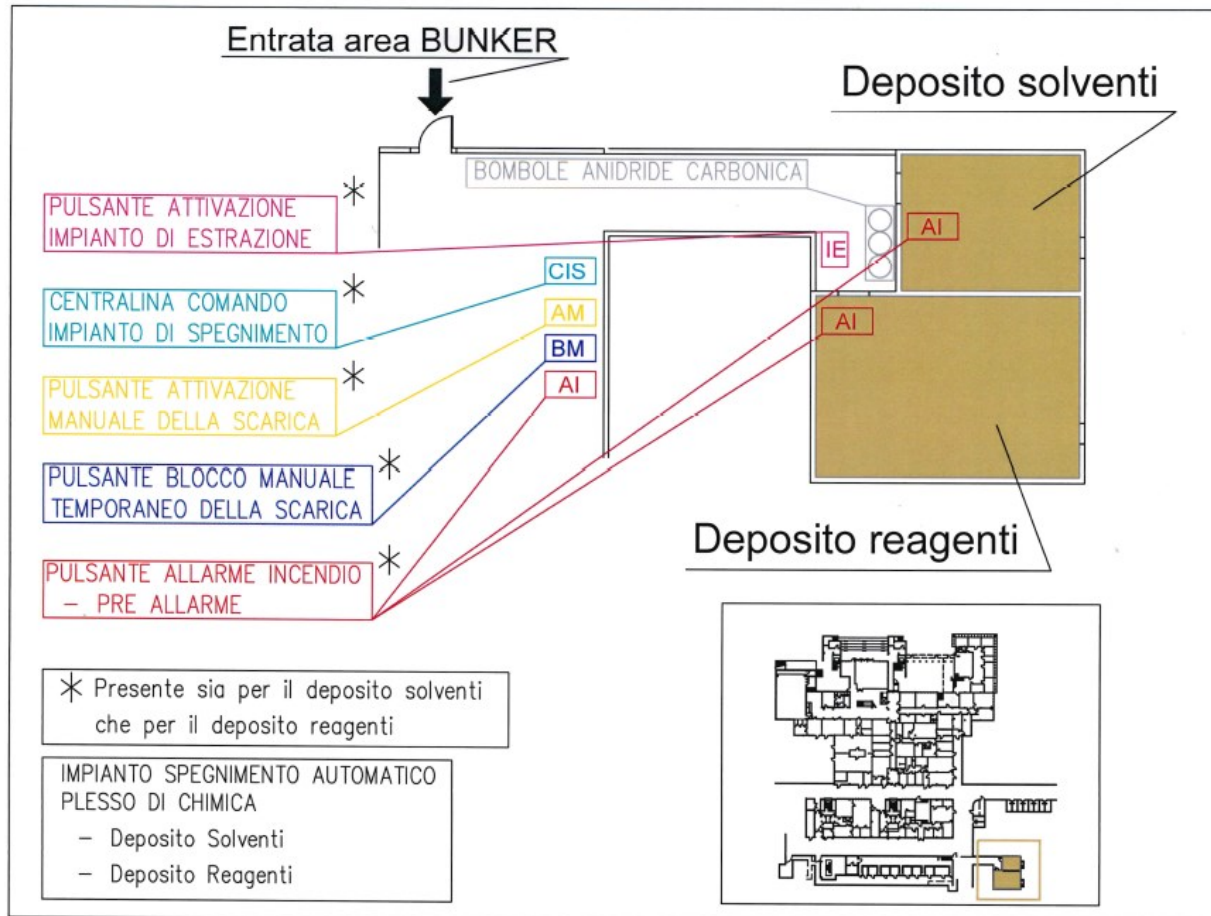 Entrata area BUNKER
Deposito solventi
BOMBOLE ANIDRIDE CARBONICA
PULSANTE ATTIVAZIONE
IMPIANTO DI ESTRAZIONE
*
AI
IE
CIS
CENTRALINA COMANDO
IMPIANTO DI SPEGNIMENTO
*
AM
AI
BM
PULSANTE ATTIVAZIONE
MANUALE DELLA SCARICA
*
AI
PULSANTE BLOCCO MANUALE
TEMPORANEO DELLA SCARICA
*
Deposito reagenti
PULSANTE ALLARME INCENDIO
- PRE ALLARME
*
* Presente sia per il deposito solventi
che per il deposito reagenti
IMPIANTO SPEGNIMENTO AUTOMATICO
PLESSO DI CHIMICA
- Deposito Solventi
- Deposito Reagenti